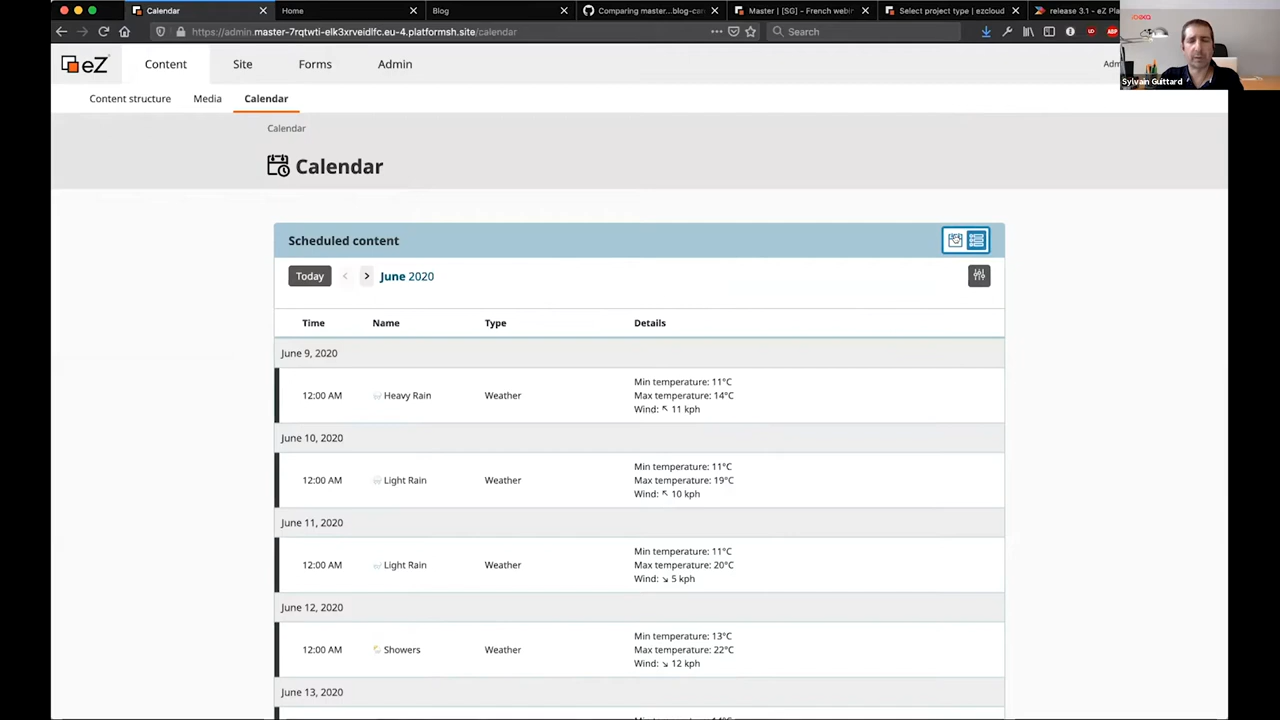 Calendar
Home
Blog
Comparing master...blog-can
Master | [SG] - French webin
Select project type | ezcloud
release 3.1 - eZ Pla
https://admin.master-7rqtwti-elk3xrveidlfc.eu-4.platformsh.site/calendar
Search
eZ
Content
Site
Forms
Admin
Adm
Sylvain Guittard
Content structure
Media
Calendar
Calendar
Calendar
Scheduled content
Today
June 2020
Time Name Type Details
June 9, 2020
12:00 AM Heavy Rain Weather
Min temperature: 11°C
Max temperature: 14°C
Wind: ↖ 11 kph
June 10, 2020
12:00 AM Light Rain Weather
Min temperature: 11°C
Max temperature: 19°C
Wind: ↖ 10 kph
June 11, 2020
12:00 AM Light Rain Weather
Min temperature: 11°C
Max temperature: 20°C
Wind: ↘ 5 kph
June 12, 2020
12:00 AM Showers Weather
Min temperature: 13°C
Max temperature: 22°C
Wind: ↘ 12 kph
June 13, 2020